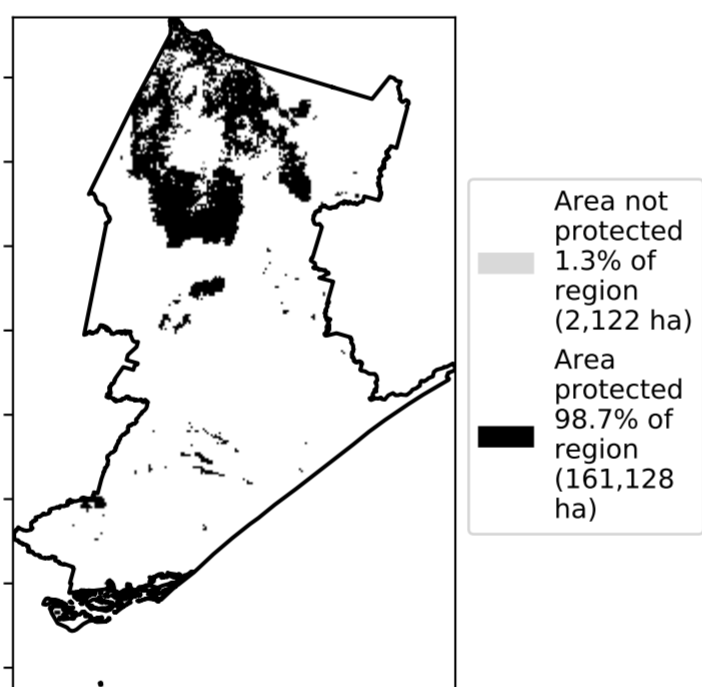 Area not
protected
1.3% of
region
(2,122 ha)
Area
protected
98.7% of
region
(161,128
ha)